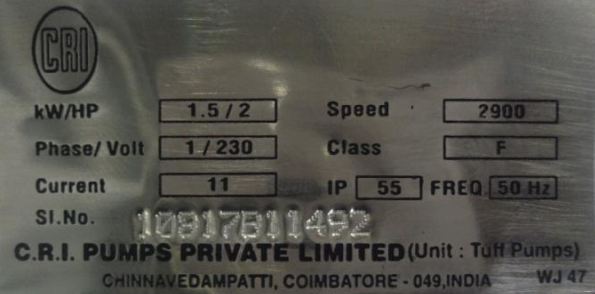 CRI
kW/HP 1.5 / 2 Speed 2900
Phase/ Volt 1 / 230 Class F
Current 11 IP 55 FREQ 50 Hz
SI.No. 10917B11492
C.R.I. PUMPS PRIVATE LIMITED (Unit : Tuff Pumps)
CHINNAVEDAMPATTI, COIMBATORE - 049,INDIA WJ 47